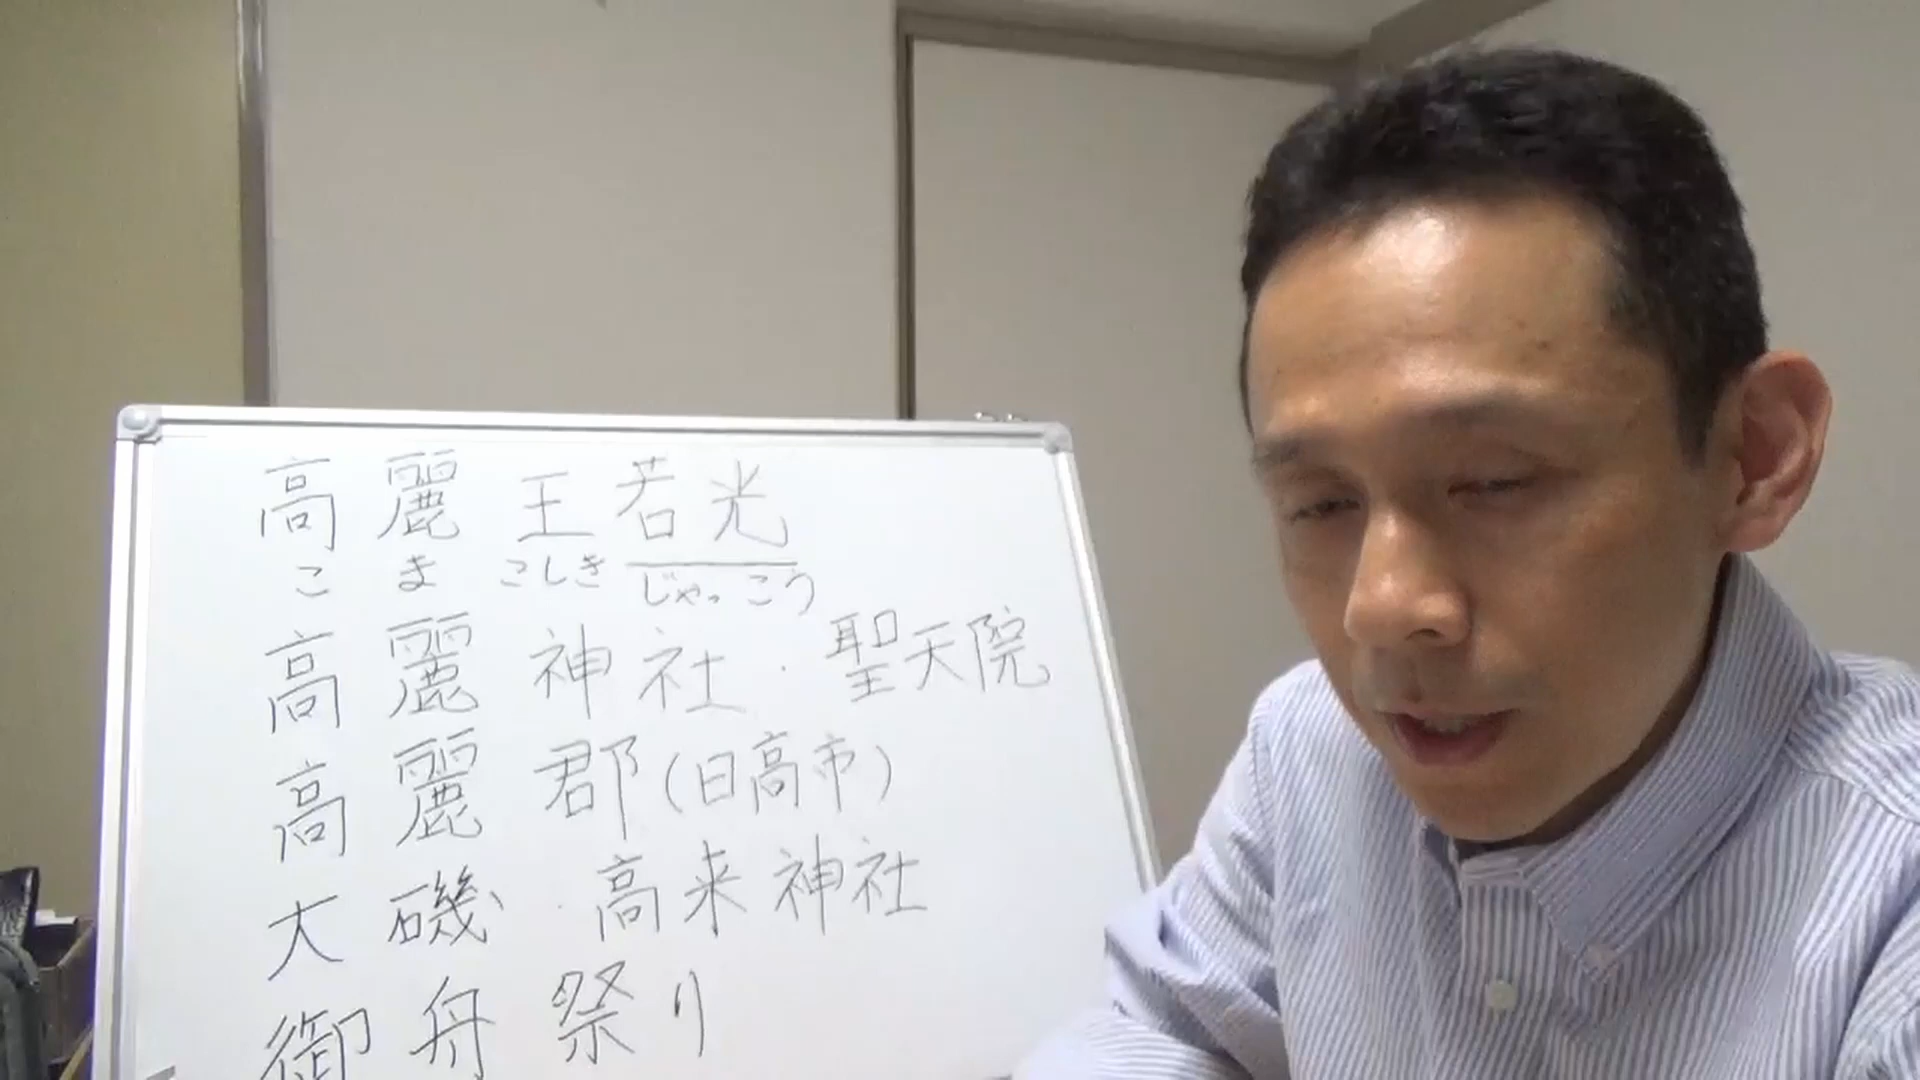 高麗王若光
こまこしきじゃっこう
高麗神社・聖天院
高麗郡(日高市)
大磯・高来神社
御舟祭り